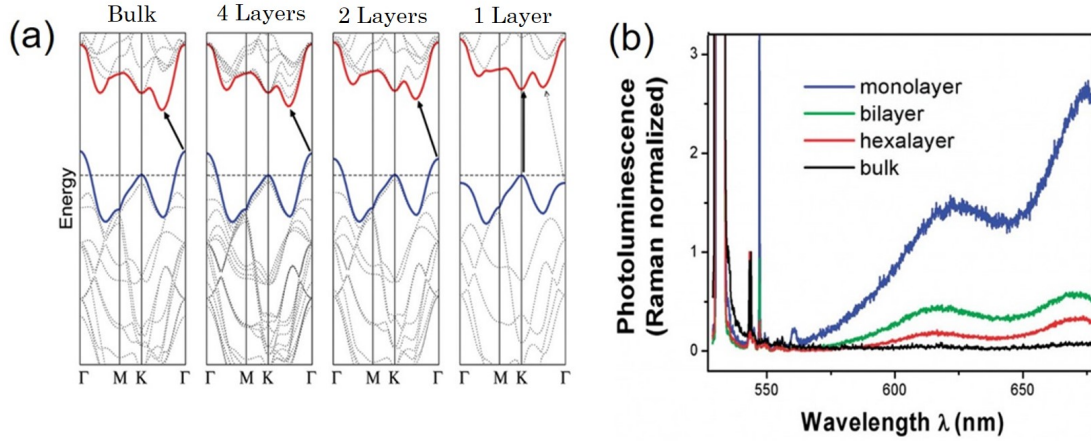 (a)
Bulk
4 Layers
2 Layers
1 Layer
Energy
Γ M K Γ
Γ M K Γ
Γ M K Γ
Γ M K Γ
(b)
Photoluminescence
(Raman normalized)
3
2
1
0
monolayer
bilayer
hexalayer
bulk
550 600 650
Wavelength λ (nm)